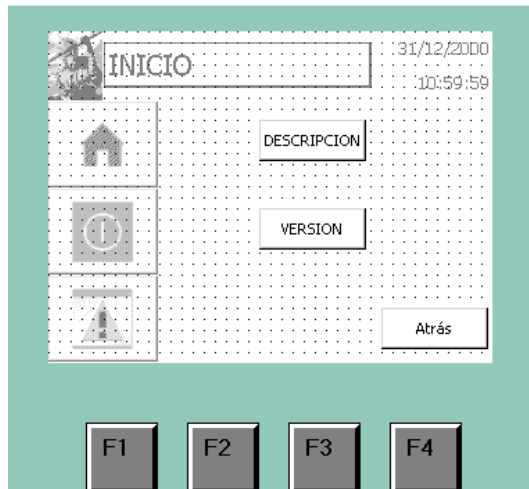 INICIO
31/12/2000
10:59:59
DESCRIPCION
VERSION
Atrás
F1 F2 F3 F4